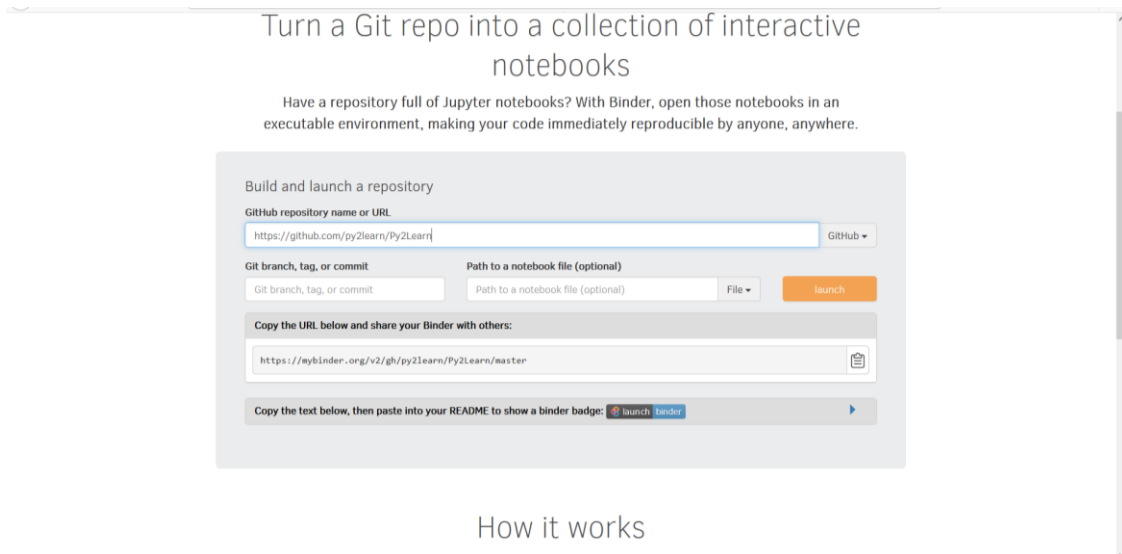 Turn a Git repo into a collection of interactive
notebooks
Have a repository full of Jupyter notebooks? With Binder, open those notebooks in an
executable environment, making your code immediately reproducible by anyone, anywhere.
Build and launch a repository
GitHub repository name or URL
https://github.com/py2learn/Py2Learn
GitHub
Git branch, tag, or commit
Path to a notebook file (optional)
Git branch, tag, or commit
Path to a notebook file (optional)
File
launch
Copy the URL below and share your Binder with others:
https://mybinder.org/v2/gh/py2learn/Py2Learn/master
Copy the text below, then paste into your README to show a binder badge: launch binder
How it works